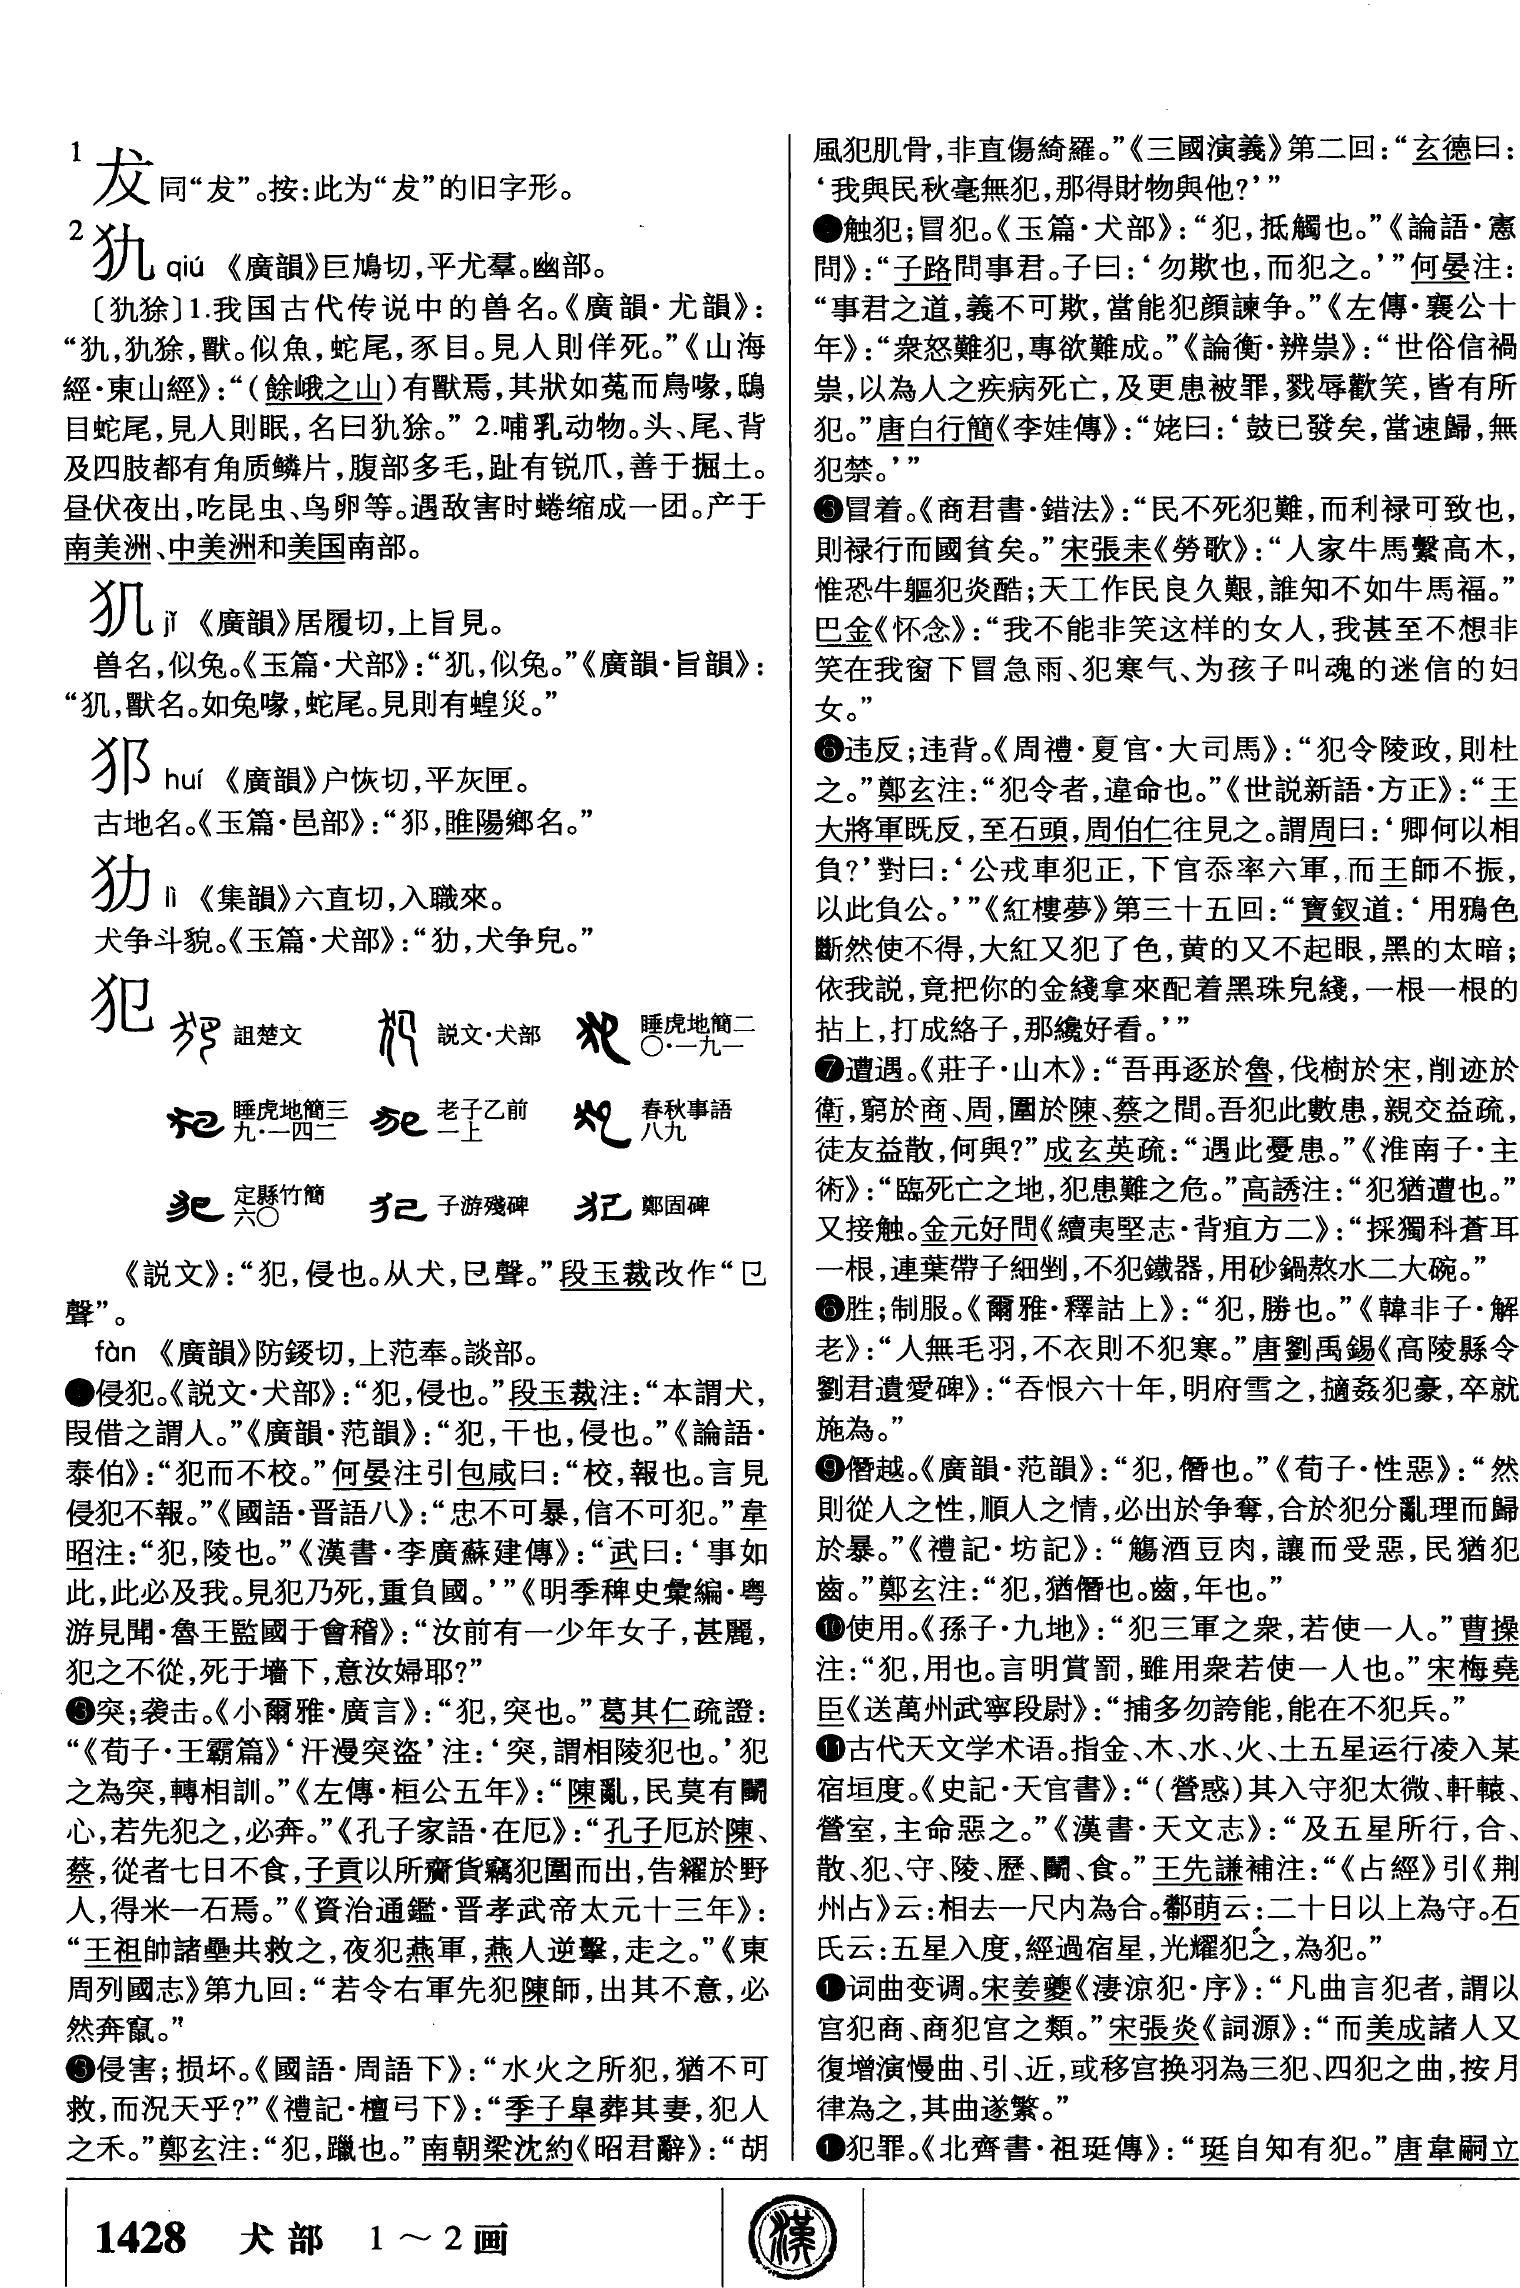 1
犮 同“犮”。按:此为“犮”的旧字形。
2
犰 qiú 《廣韻》巨鳩切,平尤羣。幽部。
〔犰狳〕1.我国古代传说中的兽名。《廣韻·尤韻》:
“犰,犰狳,獸。似魚,蛇尾,豕目。見人則佯死。”《山海
經·東山經》:“(餘峨之山)有獸焉,其狀如菟而鳥喙,鴟
目蛇尾,見人則眠,名曰犰狳。” 2.哺乳动物。头、尾、背
及四肢都有角质鳞片,腹部多毛,趾有锐爪,善于掘土。
昼伏夜出,吃昆虫、鸟卵等。遇敌害时蜷缩成一团。产于
南美洲、中美洲和美国南部。
犱 jǐ 《廣韻》居履切,上旨見。
兽名,似兔。《玉篇·犬部》:“犱,似兔。”《廣韻·旨韻》:
“犱,獸名。如兔喙,蛇尾。見則有蝗災。”
犯 huí 《廣韻》户恢切,平灰匣。
古地名。《玉篇·邑部》:“,睢陽鄉名。”
犲 lì 《集韻》六直切,入職來。
犬争斗貌。《玉篇·犬部》:“,犬争皃。”
犯
詛楚文 説文·犬部 睡虎地簡二〇·一九一
睡虎地簡三九·一四二 老子乙前一上 春秋事語八九
定縣竹簡六〇 子游殘碑 鄭固碑
《説文》:“犯,侵也。从犬,㔾聲。”段玉裁改作“㔾
聲”。
fàn 《廣韻》防錽切,上范奉。談部。
❶侵犯。《説文·犬部》:“犯,侵也。”段玉裁注:“本謂犬,
叚借之謂人。”《廣韻·范韻》:“犯,干也,侵也。”《論語·
泰伯》:“犯而不校。”何晏注引包咸曰:“校,報也。言見
侵犯不報。”《國語·晋語八》:“忠不可暴,信不可犯。”韋
昭注:“犯,陵也。”《漢書·李廣蘇建傳》:“武曰:‘事如
此,此必及我。見犯乃死,重負國。’”《明季稗史彙編·粤
游見聞·魯王監國于會稽》:“汝前有一少年女子,甚麗,
犯之不從,死于墻下,意汝婦耶?”
❸突;袭击。《小爾雅·廣言》:“犯,突也。”葛其仁疏證:
“《荀子·王霸篇》‘汙漫突盜’注:‘突,謂相陵犯也。’犯
之為突,轉相訓。”《左傳·桓公五年》:“陳亂,民莫有鬭
心,若先犯之,必奔。”《孔子家語·在厄》:“孔子厄於陳、
蔡,從者七日不食,子貢以所齎貨竊犯圍而出,告糴於野
人,得米一石焉。”《資治通鑑·晋孝武帝太元十三年》:
“王祖帥諸壘共救之,夜犯燕軍,燕人逆擊,走之。”《東
周列國志》第九回:“若令右軍先犯陳師,出其不意,必
然奔竄。”
❸侵害;损坏。《國語·周語下》:“水火之所犯,猶不可
救,而況天乎?”《禮記·檀弓下》:“季子皐葬其妻,犯人
之禾。”鄭玄注:“犯,躐也。”南朝梁沈約《昭君辭》:“胡
風犯肌骨,非直傷綺羅。”《三國演義》第二回:“玄德曰:
‘我與民秋毫無犯,那得財物與他?’”
触犯;冒犯。《玉篇·犬部》:“犯,抵觸也。”《論語·憲
問》:“子路問事君。子曰:‘勿欺也,而犯之。’”何晏注:
“事君之道,義不可欺,當能犯顔諫争。”《左傳·襄公十
年》:“衆怒難犯,專欲難成。”《論衡·辨祟》:“世俗信禍
祟,以為人之疾病死亡,及更患被罪,戮辱歡笑,皆有所
犯。”唐白行簡《李娃傳》:“姥曰:‘鼓已發矣,當速歸,無
犯禁。’”
❸冒着。《商君書·錯法》:“民不死犯難,而利禄可致也,
則禄行而國貧矣。”宋張耒《勞歌》:“人家牛馬繫高木,
惟恐牛軀犯炎酷;天工作民良久艱,誰知不如牛馬福。”
巴金《怀念》:“我不能非笑这样的女人,我甚至不想非
笑在我窗下冒急雨、犯寒气、为孩子叫魂的迷信的妇
女。”
❻违反;违背。《周禮·夏官·大司馬》:“犯令陵政,則杜
之。”鄭玄注:“犯令者,違命也。”《世説新語·方正》:“王
大將軍既反,至石頭,周伯仁往見之。謂周曰:‘卿何以相
負?’對曰:‘公戎車犯正,下官忝率六軍,而王師不振,
以此負公。’”《紅樓夢》第三十五回:“寶釵道:‘用鴉色
斷然使不得,大紅又犯了色,黄的又不起眼,黑的太暗;
依我説,竟把你的金綫拿來配着黑珠兒綫,一根一根的
拈上,打成絡子,那纔好看。’”
❼遭遇。《莊子·山木》:“吾再逐於魯,伐樹於宋,削迹於
衛,窮於商、周,圍於陳、蔡之間。吾犯此數患,親交益疏,
徒友益散,何與?”成玄英疏:“遇此憂患。”《淮南子·主
術》:“臨死亡之地,犯患難之危。”高誘注:“犯猶遭也。”
又接触。金元好問《續夷堅志·背疽方二》:“採獨科蒼耳
一根,連葉帶子細剉,不犯鐵器,用砂鍋熬水二大碗。”
❻胜;制服。《爾雅·釋詁上》:“犯,勝也。”《韓非子·解
老》:“人無毛羽,不衣則不犯寒。”唐劉禹錫《高陵縣令
劉君遺愛碑》:“吞恨六十年,明府雪之,擿姦犯豪,卒就
施為。”
❾僭越。《廣韻·范韻》:“犯,僭也。”《荀子·性惡》:“然
則從人之性,順人之情,必出於争奪,合於犯分亂理而歸
於暴。”《禮記·坊記》:“觴酒豆肉,讓而受惡,民猶犯
齒。”鄭玄注:“犯,猶僭也。齒,年也。”
❿使用。《孫子·九地》:“犯三軍之衆,若使一人。”曹操
注:“犯,用也。言明賞罰,雖用衆若使一人也。”宋梅堯
臣《送萬州武寧段尉》:“捕多勿誇能,能在不犯兵。”
⓫古代天文学术语。指金、木、水、火、土五星运行凌入某
宿垣度。《史記·天官書》:“(營惑)其入守犯太微、軒轅、
營室,主命惡之。”《漢書·天文志》:“及五星所行,合、
散、犯、守、陵、歷、鬭、食。”王先謙補注:“《占經》引《荆
州占》云:相去一尺内為合。郗萌云:二十日以上為守。石
氏云:五星入度,經過宿星,光耀犯之,為犯。”
❶词曲变调。宋姜夔《淒涼犯·序》:“凡曲言犯者,謂以
宫犯商、商犯宫之類。”宋張炎《詞源》:“而美成諸人又
復增演慢曲、引、近,或移宫换羽為三犯、四犯之曲,按月
律為之,其曲遂繁。”
❶犯罪。《北齊書·祖珽傳》:“珽自知有犯。”唐韋嗣立
1428 犬部 1～2画
漢